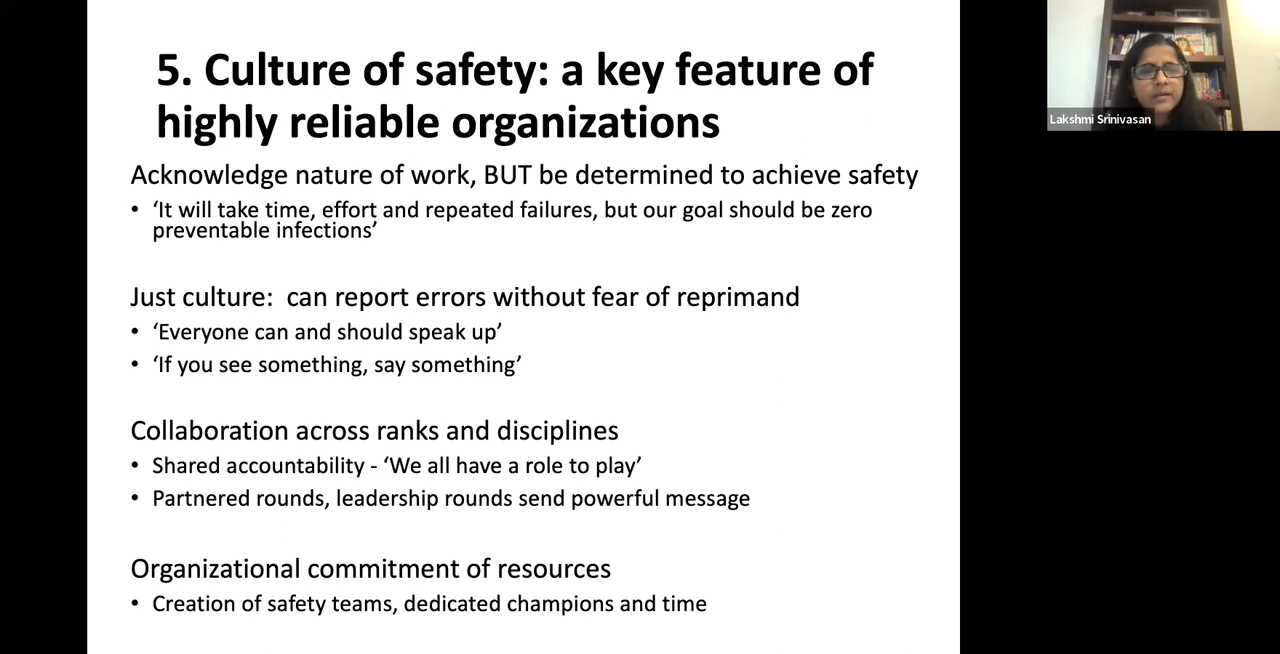 5. Culture of safety: a key feature of
highly reliable organizations
Acknowledge nature of work, BUT be determined to achieve safety
• ‘It will take time, effort and repeated failures, but our goal should be zero
preventable infections’
Just culture:  can report errors without fear of reprimand
• ‘Everyone can and should speak up’
• ‘If you see something, say something’
Collaboration across ranks and disciplines
• Shared accountability - ‘We all have a role to play’
• Partnered rounds, leadership rounds send powerful message
Organizational commitment of resources
• Creation of safety teams, dedicated champions and time
Lakshmi Srinivasan